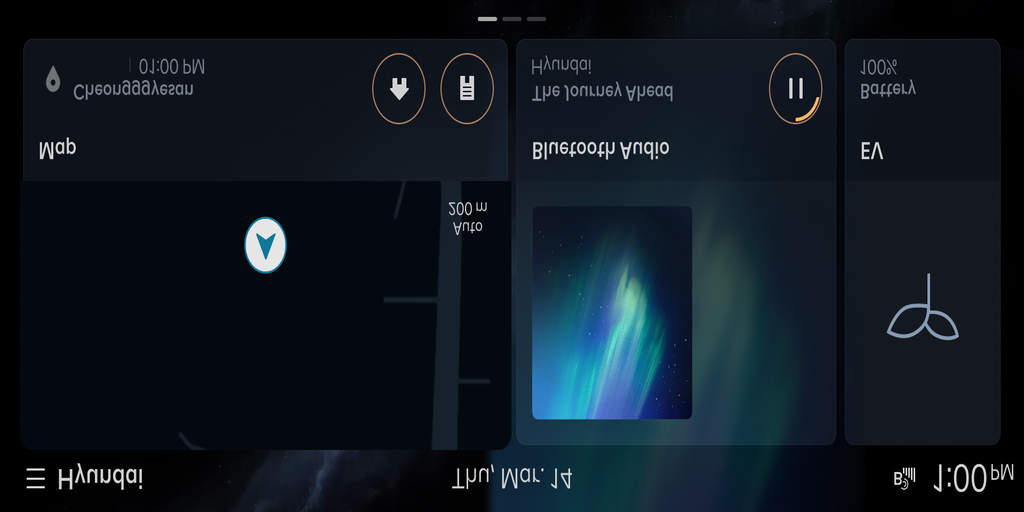 Hyundai
Thu, Mar. 14
1:00 PM
Auto
200 m
Map
Cheongggyesan
01:00 PM
Bluetooth Audio
The Journey Ahead
Hyundai
EV
Battery
100%